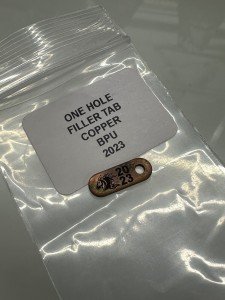 ONE HOLE
FILLER TAB
COPPER
BPU
2023
20
23